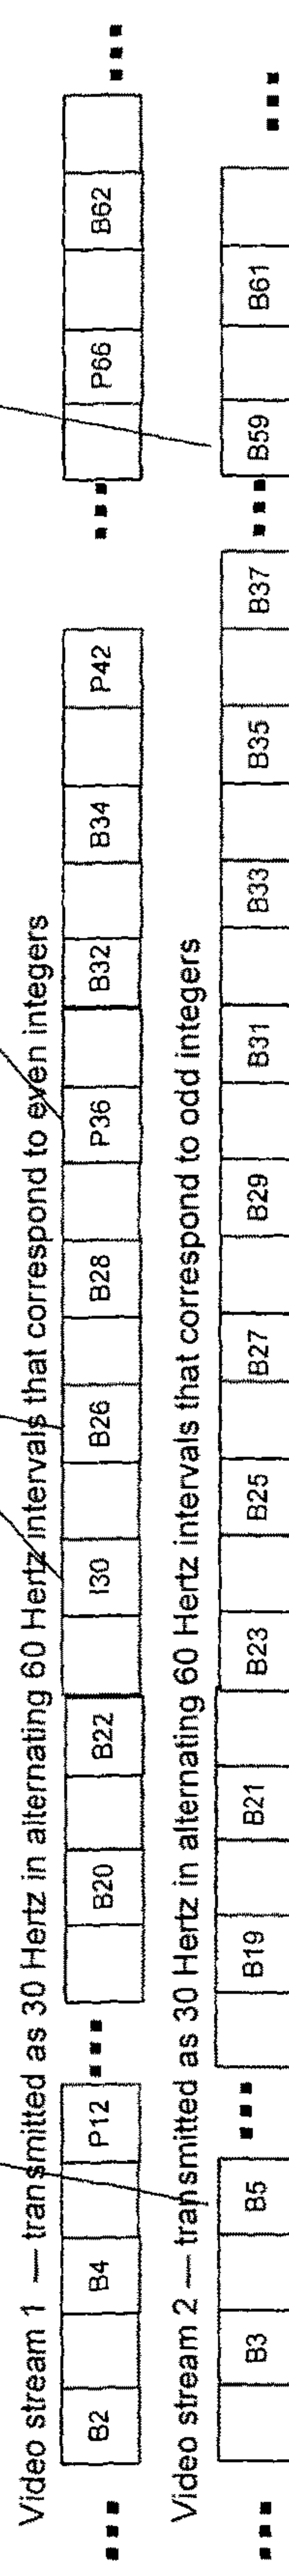 Video stream 1 — transmitted as 30 Hertz in alternating 60 Hertz intervals that correspond to even integers
B2 B4 P12 B20 B22 I30 B26 B28 P36 B32 B34 P42 P66 B62
Video stream 2 — transmitted as 30 Hertz in alternating 60 Hertz intervals that correspond to odd integers
B3 B5 B19 B21 B23 B25 B27 B29 B31 B33 B35 B37 B59 B61